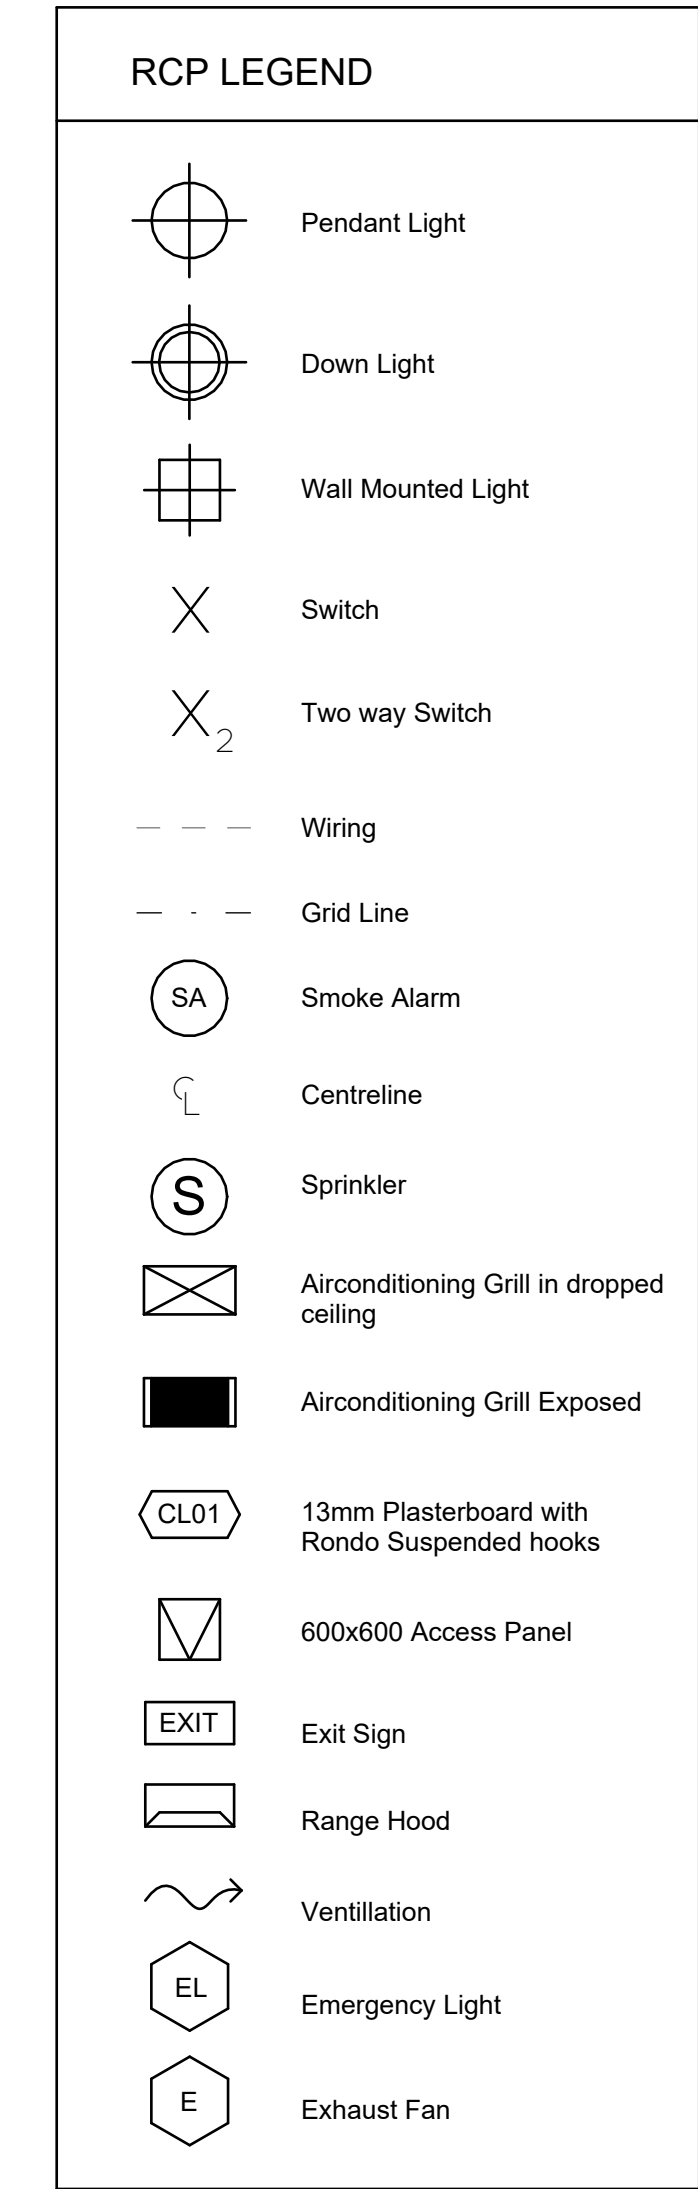 RCP LEGEND
Pendant Light
Down Light
Wall Mounted Light
X Switch
X2 Two way Switch
Wiring
Grid Line
SA Smoke Alarm
CL Centreline
S Sprinkler
Airconditioning Grill in dropped
ceiling
Airconditioning Grill Exposed
CL01 13mm Plasterboard with
Rondo Suspended hooks
600x600 Access Panel
EXIT Exit Sign
Range Hood
Ventillation
EL Emergency Light
E Exhaust Fan